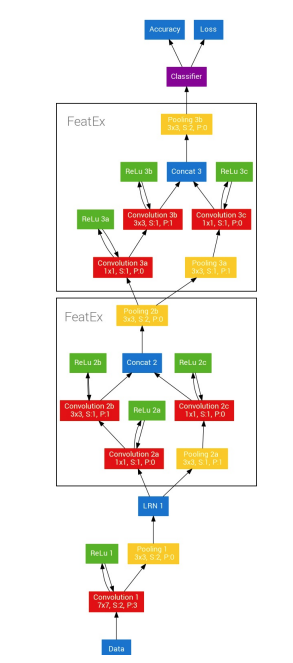 Accuracy
Loss
Classifier
FeatEx
Pooling 3b
3x3, S:2, P:0
ReLu 3b
Concat 3
ReLu 3c
ReLu 3a
Convolution 3b
3x3, S:1, P:1
Convolution 3c
1x1, S:1, P:0
Convolution 3a
1x1, S:1, P:0
Pooling 3a
3x3, S:1, P:1
FeatEx
Pooling 2b
3x3, S:2, P:0
ReLu 2b
Concat 2
ReLu 2c
Convolution 2b
3x3, S:1, P:1
ReLu 2a
Convolution 2c
1x1, S:1, P:0
Convolution 2a
1x1, S:1, P:0
Pooling 2a
3x3, S:1, P:1
LRN 1
ReLu 1
Pooling 1
3x3, S:2, P:0
Convolution 1
7x7, S:2, P:3
Data